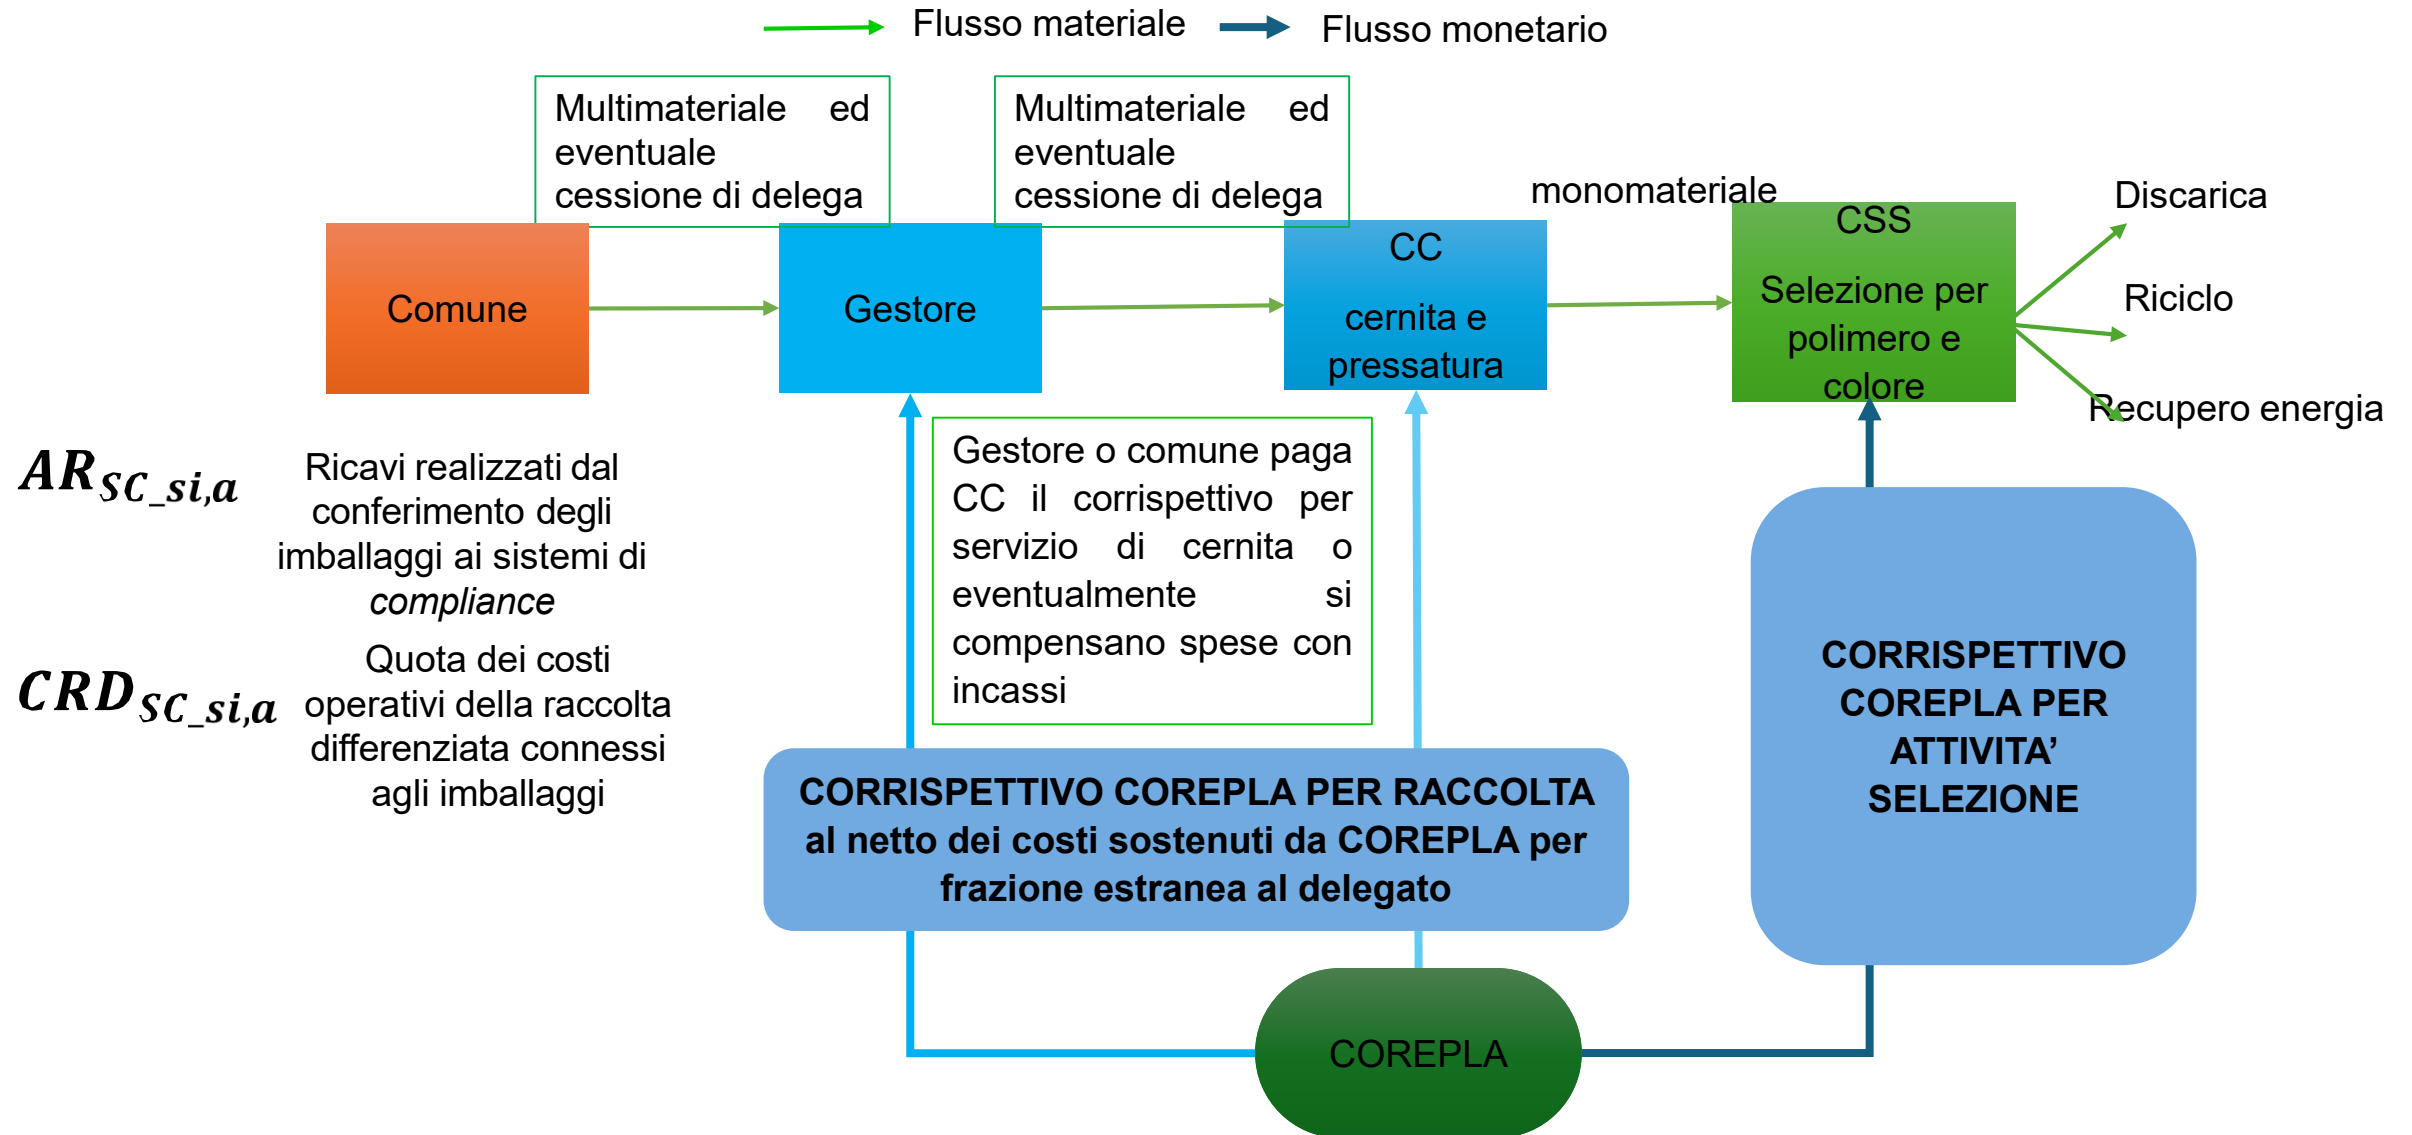 Flusso materiale
Flusso monetario
Multimateriale ed
eventuale
cessione di delega
Multimateriale ed
eventuale
cessione di delega
monomateriale
Comune
Gestore
CC
cernita e
pressatura
CSS
Selezione per
polimero e
colore
Discarica
Riciclo
Recupero energia
AR SC_si,a
Ricavi realizzati dal
conferimento degli
imballaggi ai sistemi di
compliance
CRD SC_si,a
Quota dei costi
operativi della raccolta
differenziata connessi
agli imballaggi
Gestore o comune paga
CC il corrispettivo per
servizio di cernita o
eventualmente si
compensano spese con
incassi
CORRISPETTIVO COREPLA PER RACCOLTA
al netto dei costi sostenuti da COREPLA per
frazione estranea al delegato
CORRISPETTIVO
COREPLA PER
ATTIVITA’
SELEZIONE
COREPLA